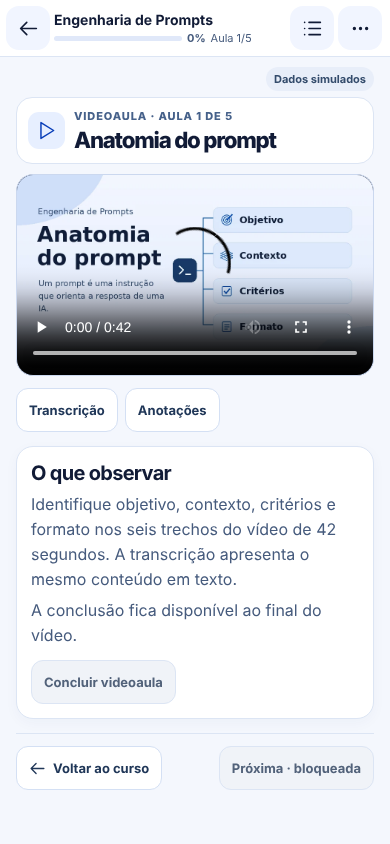 Engenharia de Prompts
0% Aula 1/5
Dados simulados
VIDEOAULA · AULA 1 DE 5
Anatomia do prompt
Engenharia de Prompts
Anatomia
do prompt
Um prompt é uma instrução
que orienta a resposta de uma
IA.
Objetivo
Contexto
Critérios
Formato
0:00 / 0:42
Transcrição
Anotações
O que observar
Identifique objetivo, contexto, critérios e
formato nos seis trechos do vídeo de 42
segundos. A transcrição apresenta o
mesmo conteúdo em texto.
A conclusão fica disponível ao final do
vídeo.
Concluir videoaula
Voltar ao curso
Próxima · bloqueada